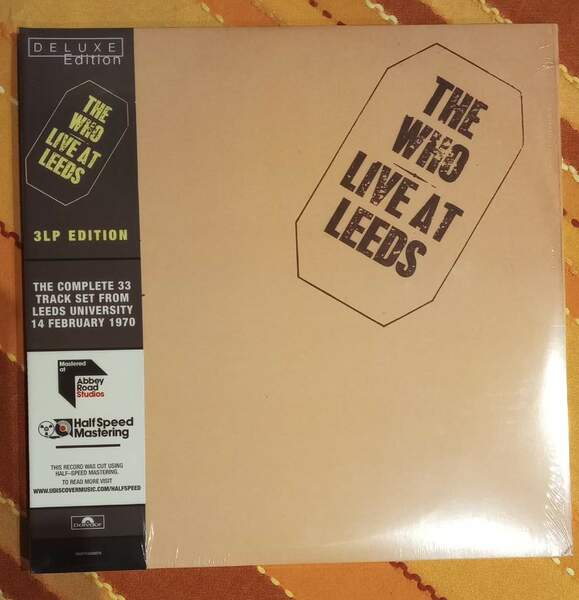 DELUXE
Edition
THE
WHO
LIVE AT
LEEDS
3LP EDITION
THE COMPLETE 33
TRACK SET FROM
LEEDS UNIVERSITY
14 FEBRUARY 1970
Mastered
at
Abbey
Road
Studios
Half Speed
Mastering
THIS RECORD WAS CUT USING
HALF-SPEED MASTERING.
TO READ MORE VISIT
WWW.UDISCOVERMUSIC.COM/HALFSPEED
Polydor
THE
WHO
LIVE AT
LEEDS